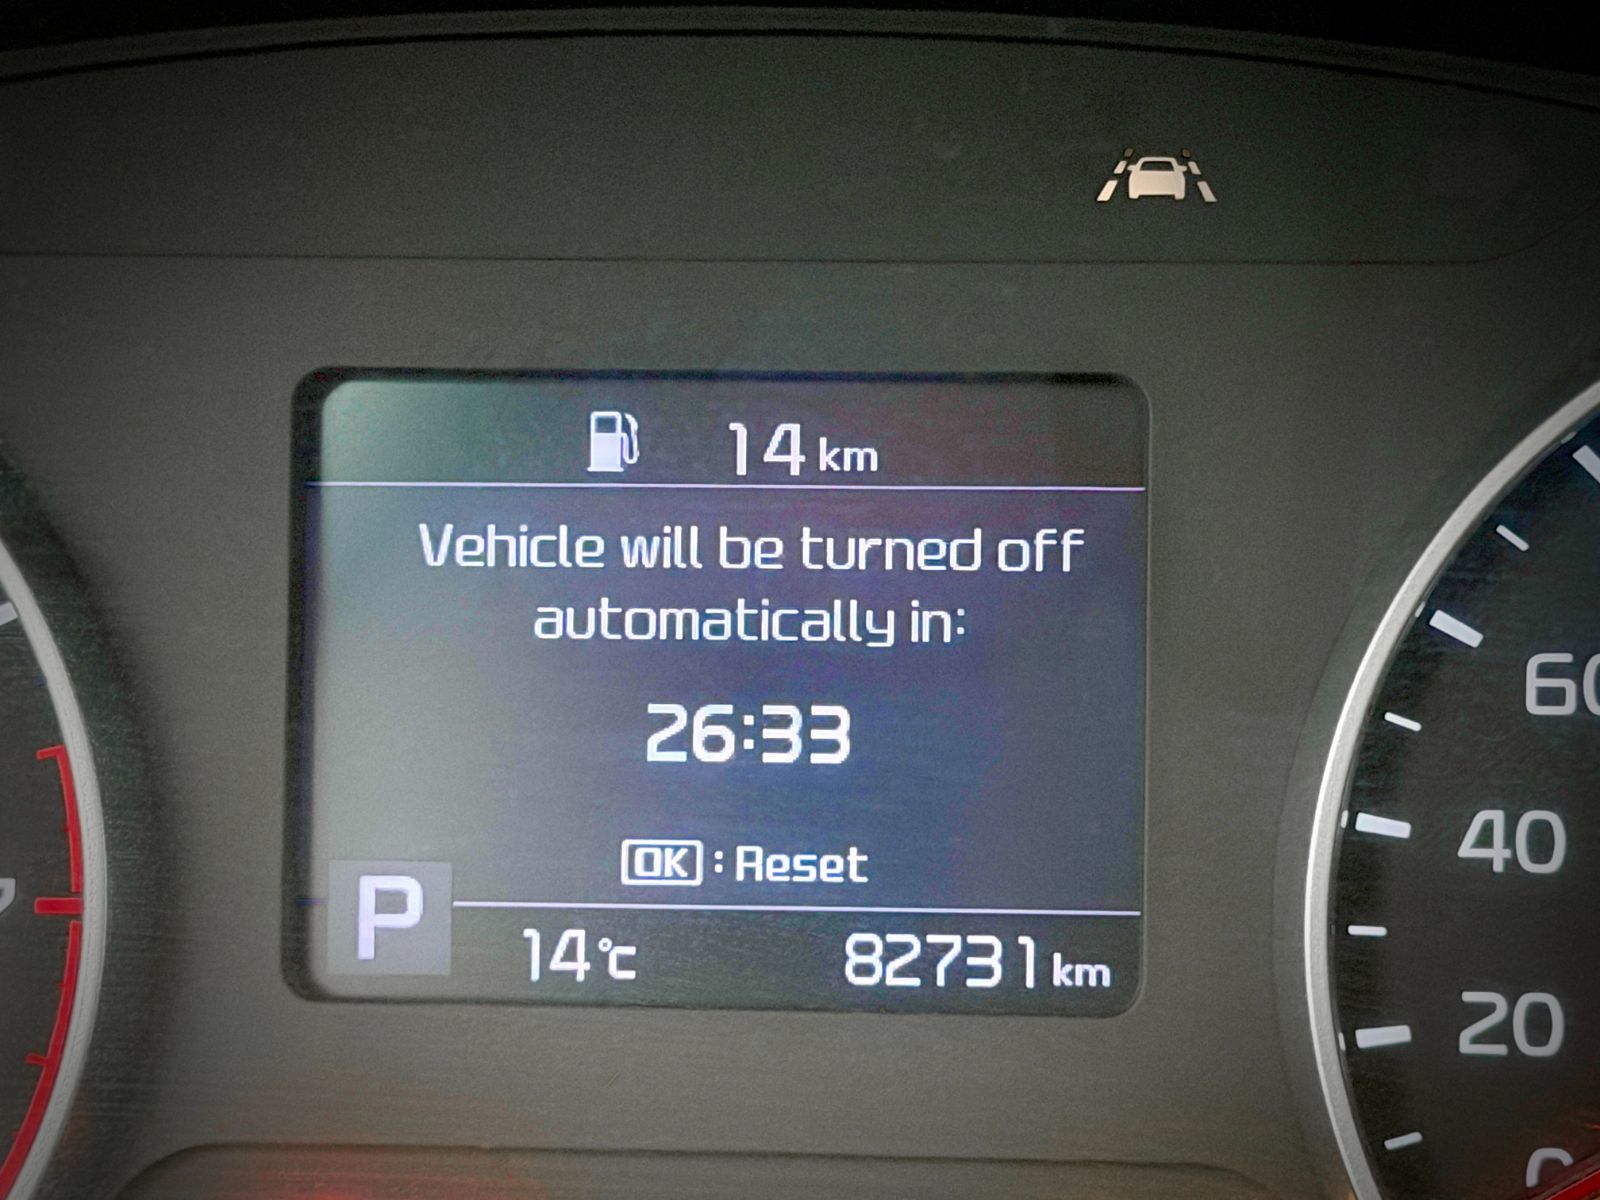 14 km
Vehicle will be turned off
automatically in:
26:33
OK : Reset
P
14°C 82731 km
60
40
20